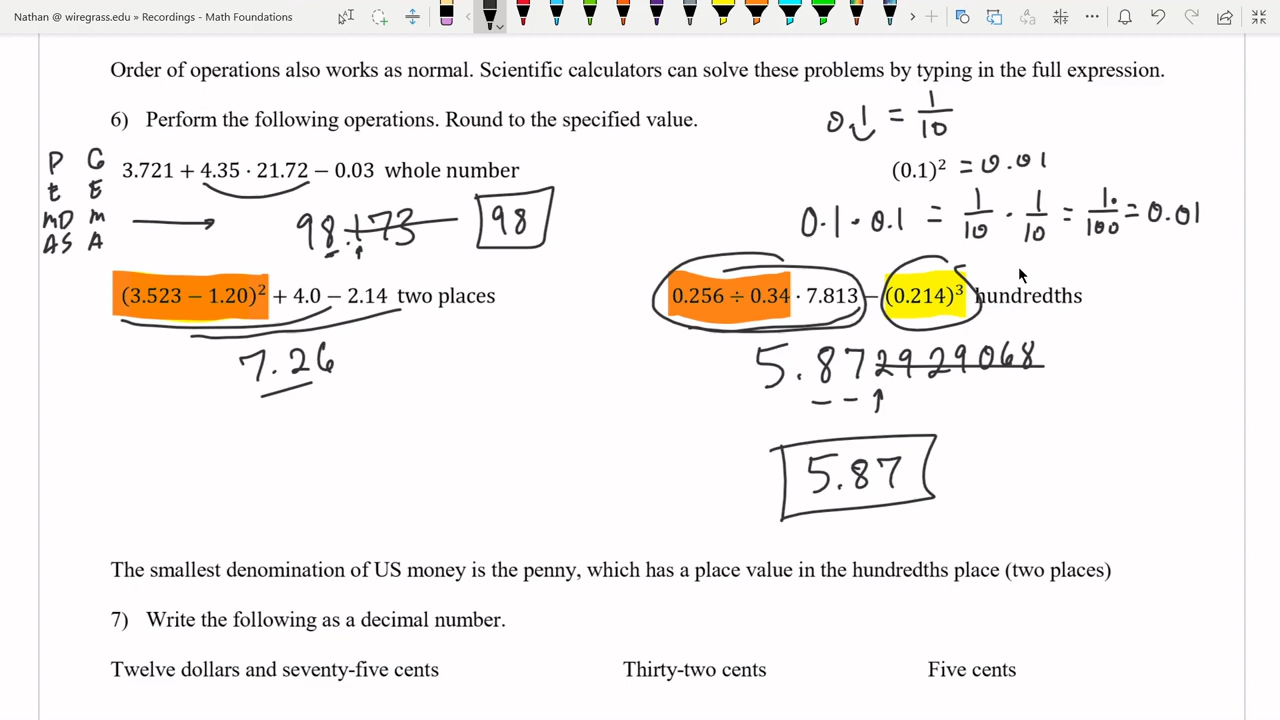 Nathan @ wiregrass.edu » Recordings - Math Foundations
Order of operations also works as normal. Scientific calculators can solve these problems by typing in the full expression.
6) Perform the following operations. Round to the specified value.
0.1 = 1/10
P G
E E
MD M
AS A
3.721 + 4.35 · 21.72 − 0.03 whole number
(0.1)² = 0.01
98.173
98
0.1 · 0.1 = 1/10 · 1/10 = 1/100 = 0.01
(3.523 − 1.20)² + 4.0 − 2.14 two places
0.256 ÷ 0.34 · 7.813 − (0.214)³ hundredths
7.26
5.872929068
5.87
The smallest denomination of US money is the penny, which has a place value in the hundredths place (two places)
7) Write the following as a decimal number.
Twelve dollars and seventy-five cents
Thirty-two cents
Five cents